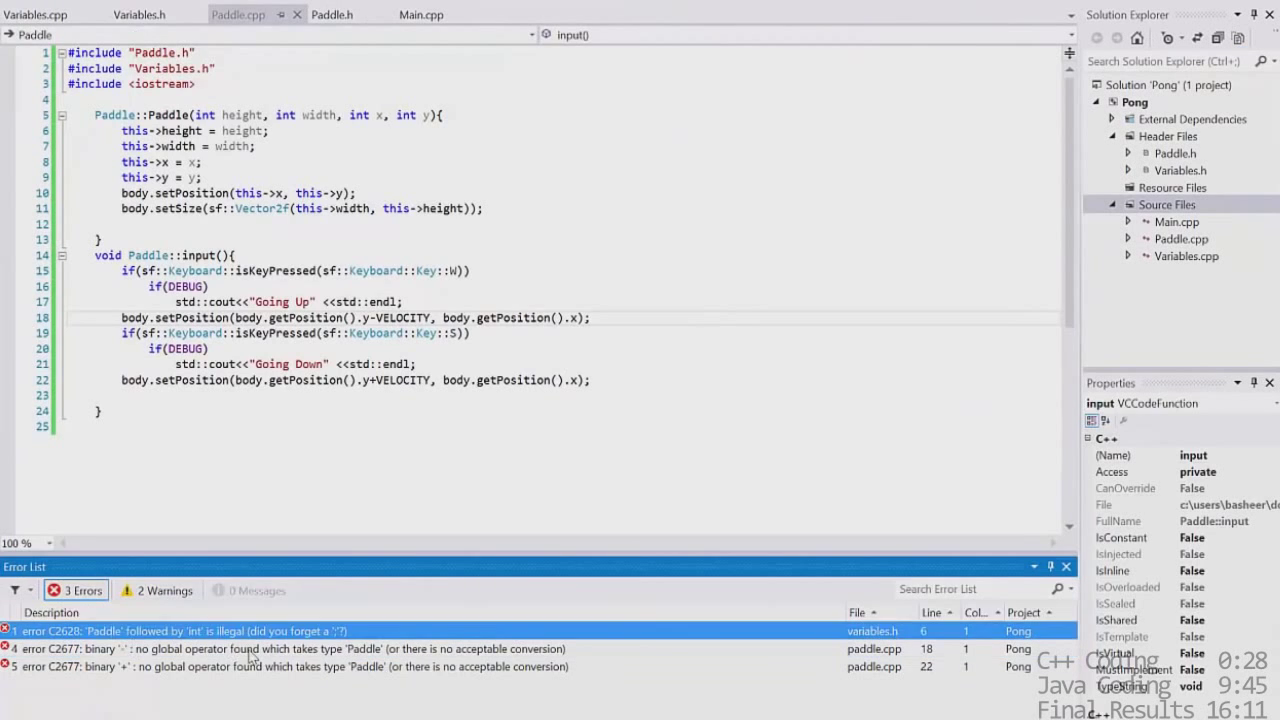 Variables.cpp Variables.h Paddle.cpp Paddle.h Main.cpp
Paddle input()
1 #include "Paddle.h"
2 #include "Variables.h"
3 #include <iostream>
4
5 Paddle::Paddle(int height, int width, int x, int y){
6 this->height = height;
7 this->width = width;
8 this->x = x;
9 this->y = y;
10 body.setPosition(this->x, this->y);
11 body.setSize(sf::Vector2f(this->width, this->height));
12
13 }
14 void Paddle::input(){
15 if(sf::Keyboard::isKeyPressed(sf::Keyboard::Key::W))
16 if(DEBUG)
17 std::cout<<"Going Up" <<std::endl;
18 body.setPosition(body.getPosition().y-VELOCITY, body.getPosition().x);
19 if(sf::Keyboard::isKeyPressed(sf::Keyboard::Key::S))
20 if(DEBUG)
21 std::cout<<"Going Down" <<std::endl;
22 body.setPosition(body.getPosition().y+VELOCITY, body.getPosition().x);
23
24 }
25
100 %
Solution Explorer
Search Solution Explorer (Ctrl+;)
Solution 'Pong' (1 project)
Pong
External Dependencies
Header Files
Paddle.h
Variables.h
Resource Files
Source Files
Main.cpp
Paddle.cpp
Variables.cpp
Properties
input VCCodeFunction
C++
(Name) input
Access private
CanOverride False
File c:\users\basheer\do
FullName Paddle::input
IsConstant False
IsInjected False
IsInline False
IsOverloaded False
IsSealed False
IsShared False
IsTemplate False
IsVirtual False
MustImplement False
TypeString void
C++
Error List
3 Errors 2 Warnings 0 Messages Search Error List
Description File Line Col... Project
1 error C2628: 'Paddle' followed by 'int' is illegal (did you forget a ';'?) variables.h 6 1 Pong
4 error C2677: binary '-' : no global operator found which takes type 'Paddle' (or there is no acceptable conversion) paddle.cpp 18 1 Pong
5 error C2677: binary '+' : no global operator found which takes type 'Paddle' (or there is no acceptable conversion) paddle.cpp 22 1 Pong
C++ Coding 0:28
Java Coding 9:45
Final Results 16:11